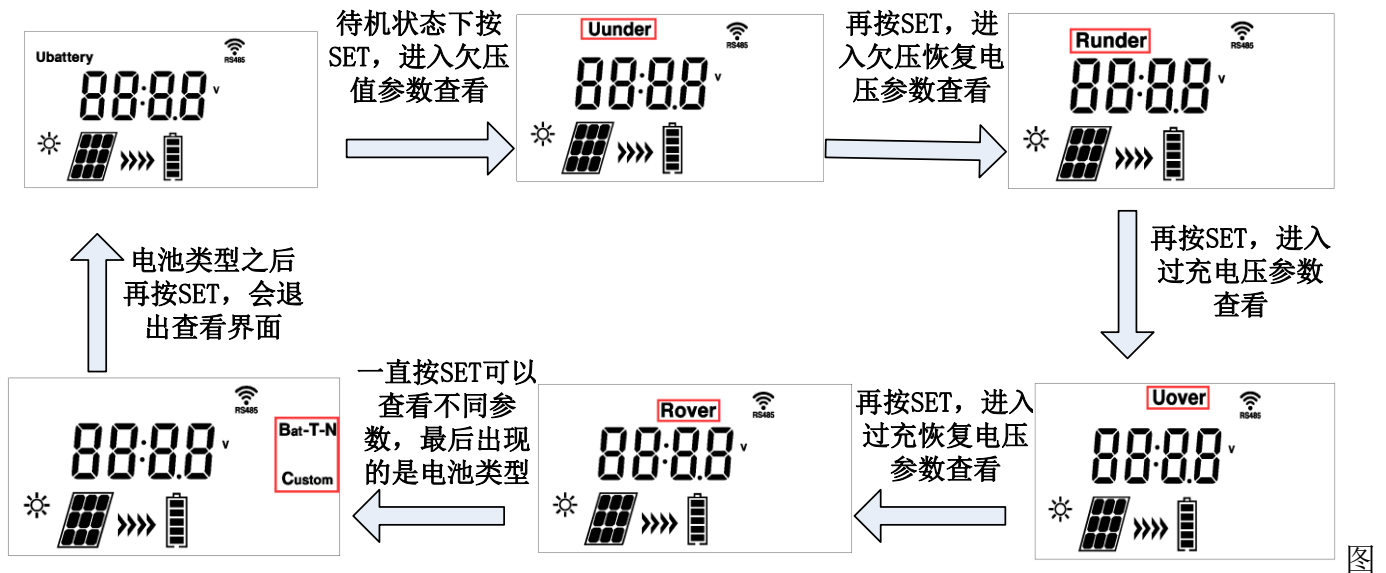 Ubattery
RS485
88:8.8 v
待机状态下按
SET，进入欠压
值参数查看
Uunder
RS485
88:8.8 v
再按SET，进
入欠压恢复电
压参数查看
Runder
RS485
88:8.8 v
再按SET，进入
过充电压参数
查看
Uover
RS485
88:8.8 v
再按SET，进入
过充恢复电压
参数查看
Rover
RS485
88:8.8 v
一直按SET可以
查看不同参
数，最后出现
的是电池类型
RS485
88:8.8 v
Bat-T-N
Custom
电池类型之后
再按SET，会退
出查看界面
图